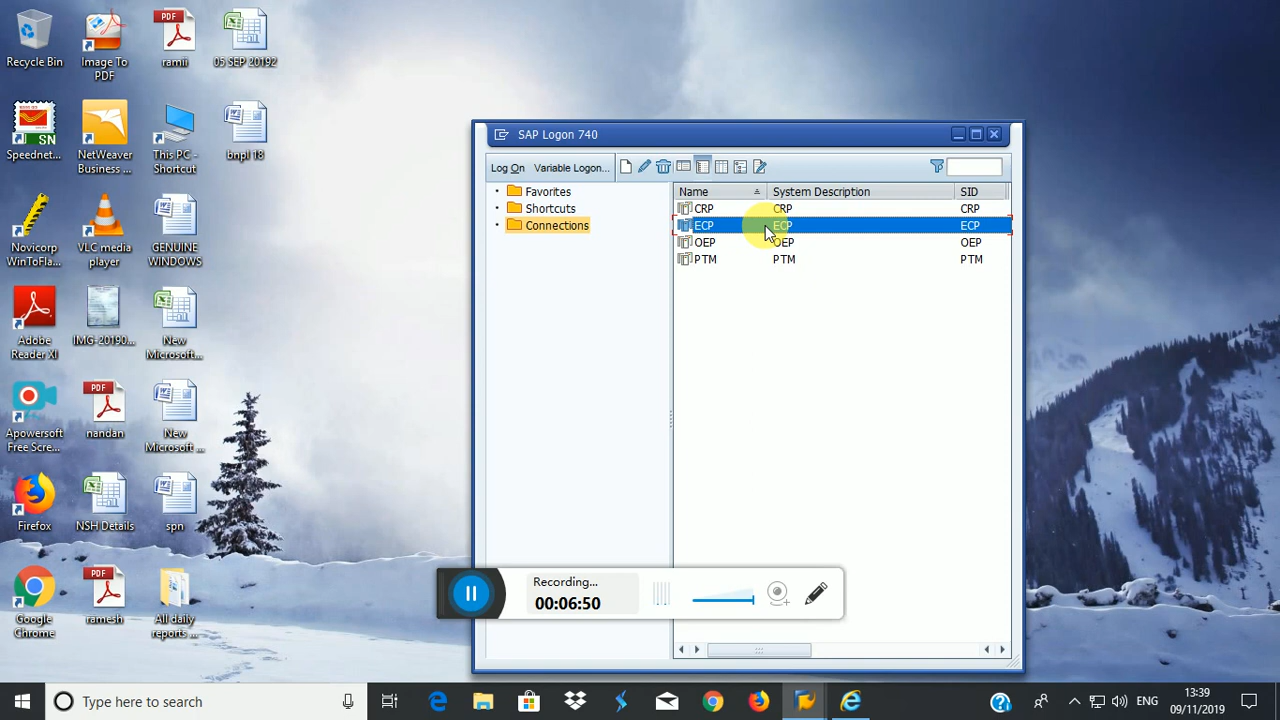 Recycle Bin
Image To
PDF
PDF
ramii
05 SEP 20192
SN
Speednet...
NetWeaver
Business ...
This PC -
Shortcut
bnpl 18
Novicorp
WinToFla...
VLC media
player
GENUINE
WINDOWS
Adobe
Reader XI
IMG-20190...
New
Microsoft...
Apowersoft
Free Scre...
PDF
nandan
New
Microsoft ...
Firefox
NSH Details
spn
Google
Chrome
PDF
ramesh
All daily
reports ...
SAP Logon 740
Log On
Variable Logon...
Favorites
Shortcuts
Connections
Name System Description SID
CRP CRP CRP
ECP ECP ECP
OEP OEP OEP
PTM PTM PTM
Recording...
00:06:50
Type here to search
ENG
13:39
09/11/2019